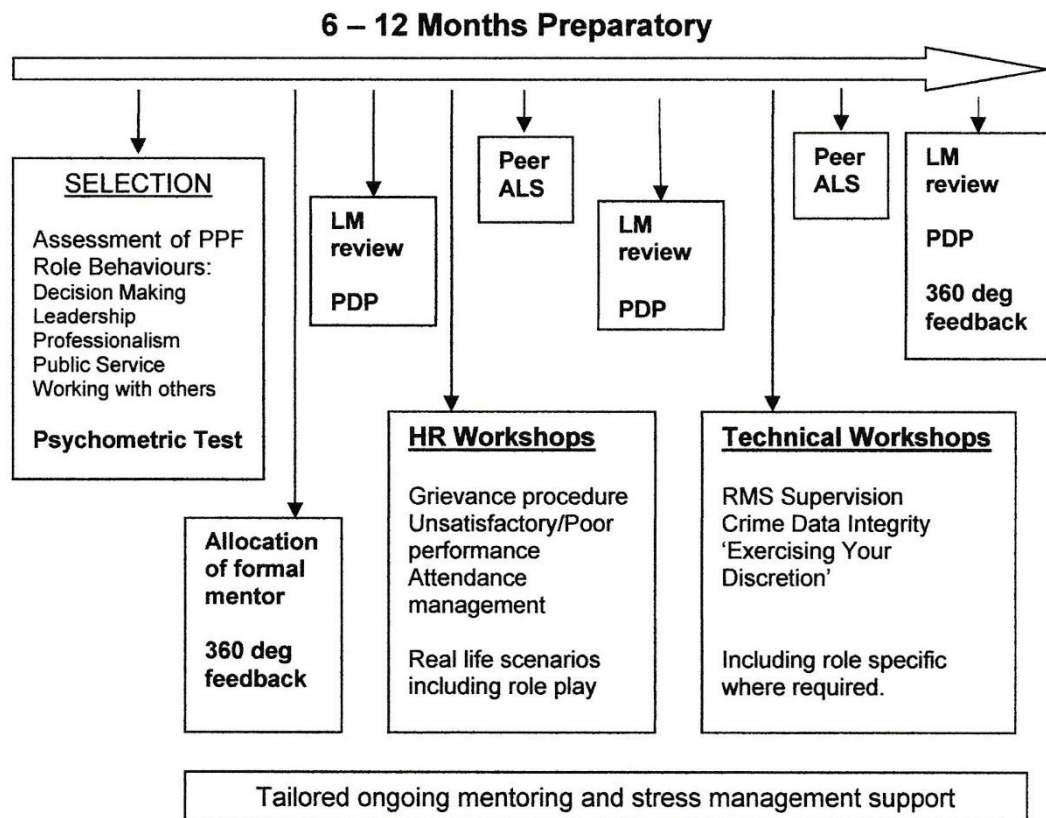 6 – 12 Months Preparatory
SELECTION
Assessment of PPF
Role Behaviours:
Decision Making
Leadership
Professionalism
Public Service
Working with others
Psychometric Test
Allocation
of formal
mentor
360 deg
feedback
LM
review
PDP
HR Workshops
Grievance procedure
Unsatisfactory/Poor
performance
Attendance
management
Real life scenarios
including role play
Peer
ALS
LM
review
PDP
Technical Workshops
RMS Supervision
Crime Data Integrity
‘Exercising Your
Discretion’
Including role specific
where required.
Peer
ALS
LM
review
PDP
360 deg
feedback
Tailored ongoing mentoring and stress management support